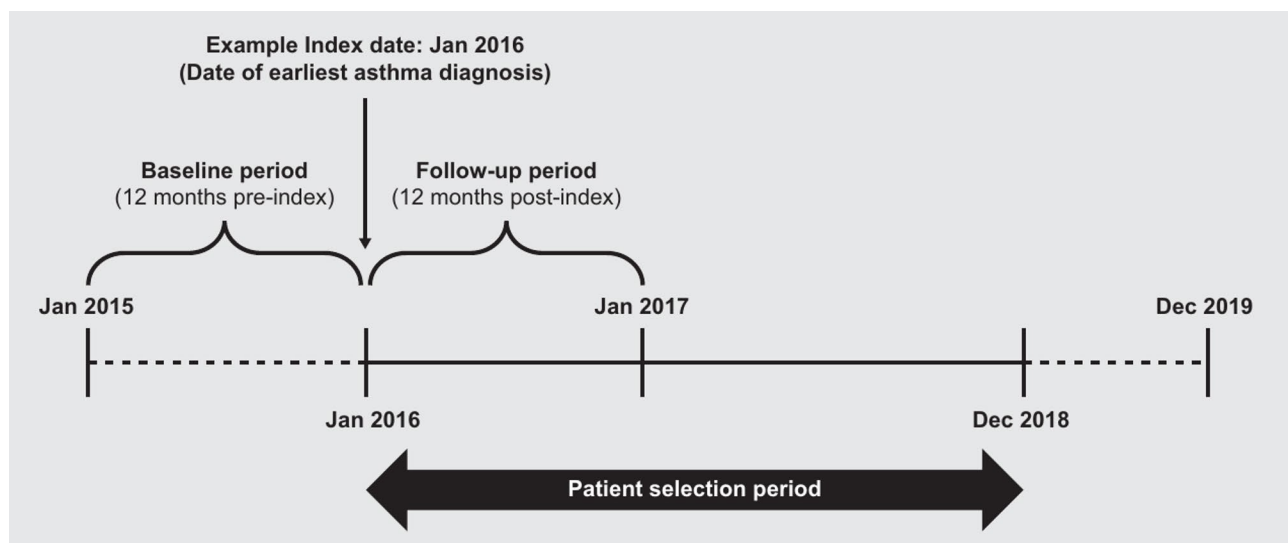 Example Index date: Jan 2016
(Date of earliest asthma diagnosis)
Baseline period
(12 months pre-index)
Follow-up period
(12 months post-index)
Jan 2015
Jan 2017
Dec 2019
Jan 2016
Dec 2018
Patient selection period